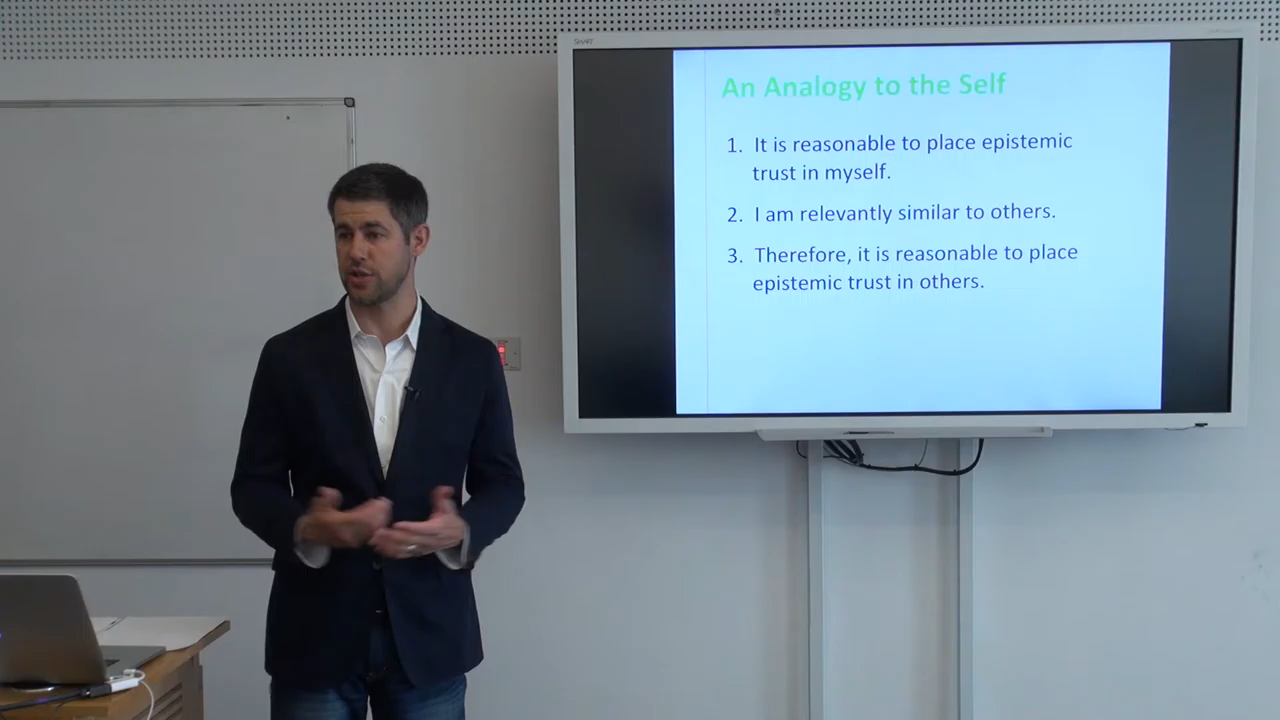 SMART
An Analogy to the Self
1. It is reasonable to place epistemic
trust in myself.
2. I am relevantly similar to others.
3. Therefore, it is reasonable to place
epistemic trust in others.